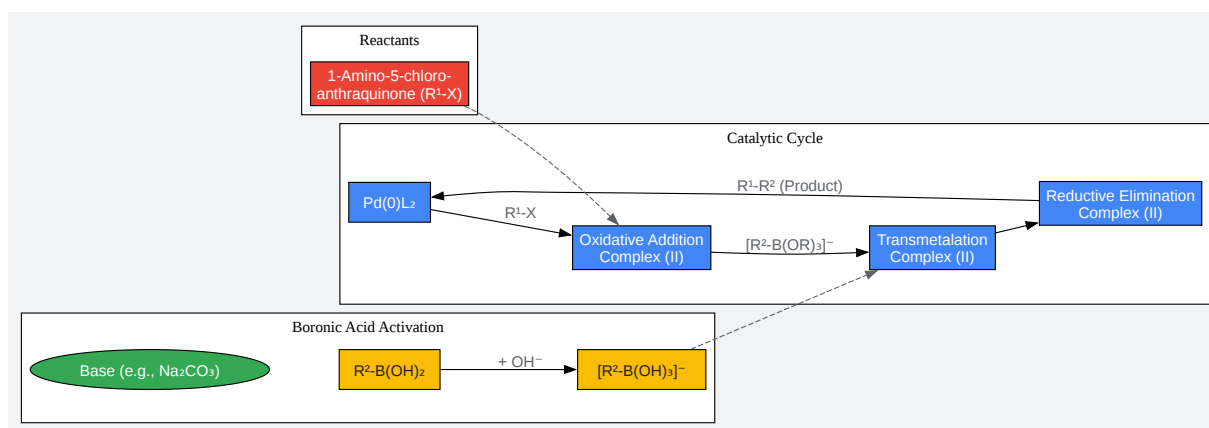 Reactants
1-Amino-5-chloro-
anthraquinone (R¹-X)
Catalytic Cycle
R¹-R² (Product)
Pd(0)L₂
R¹-X
Reductive Elimination
Complex (II)
Oxidative Addition
Complex (II)
[R²-B(OR)₃]⁻
Transmetalation
Complex (II)
Boronic Acid Activation
Base (e.g., Na₂CO₃)
R²-B(OH)₂
+ OH⁻
[R²-B(OH)₃]⁻